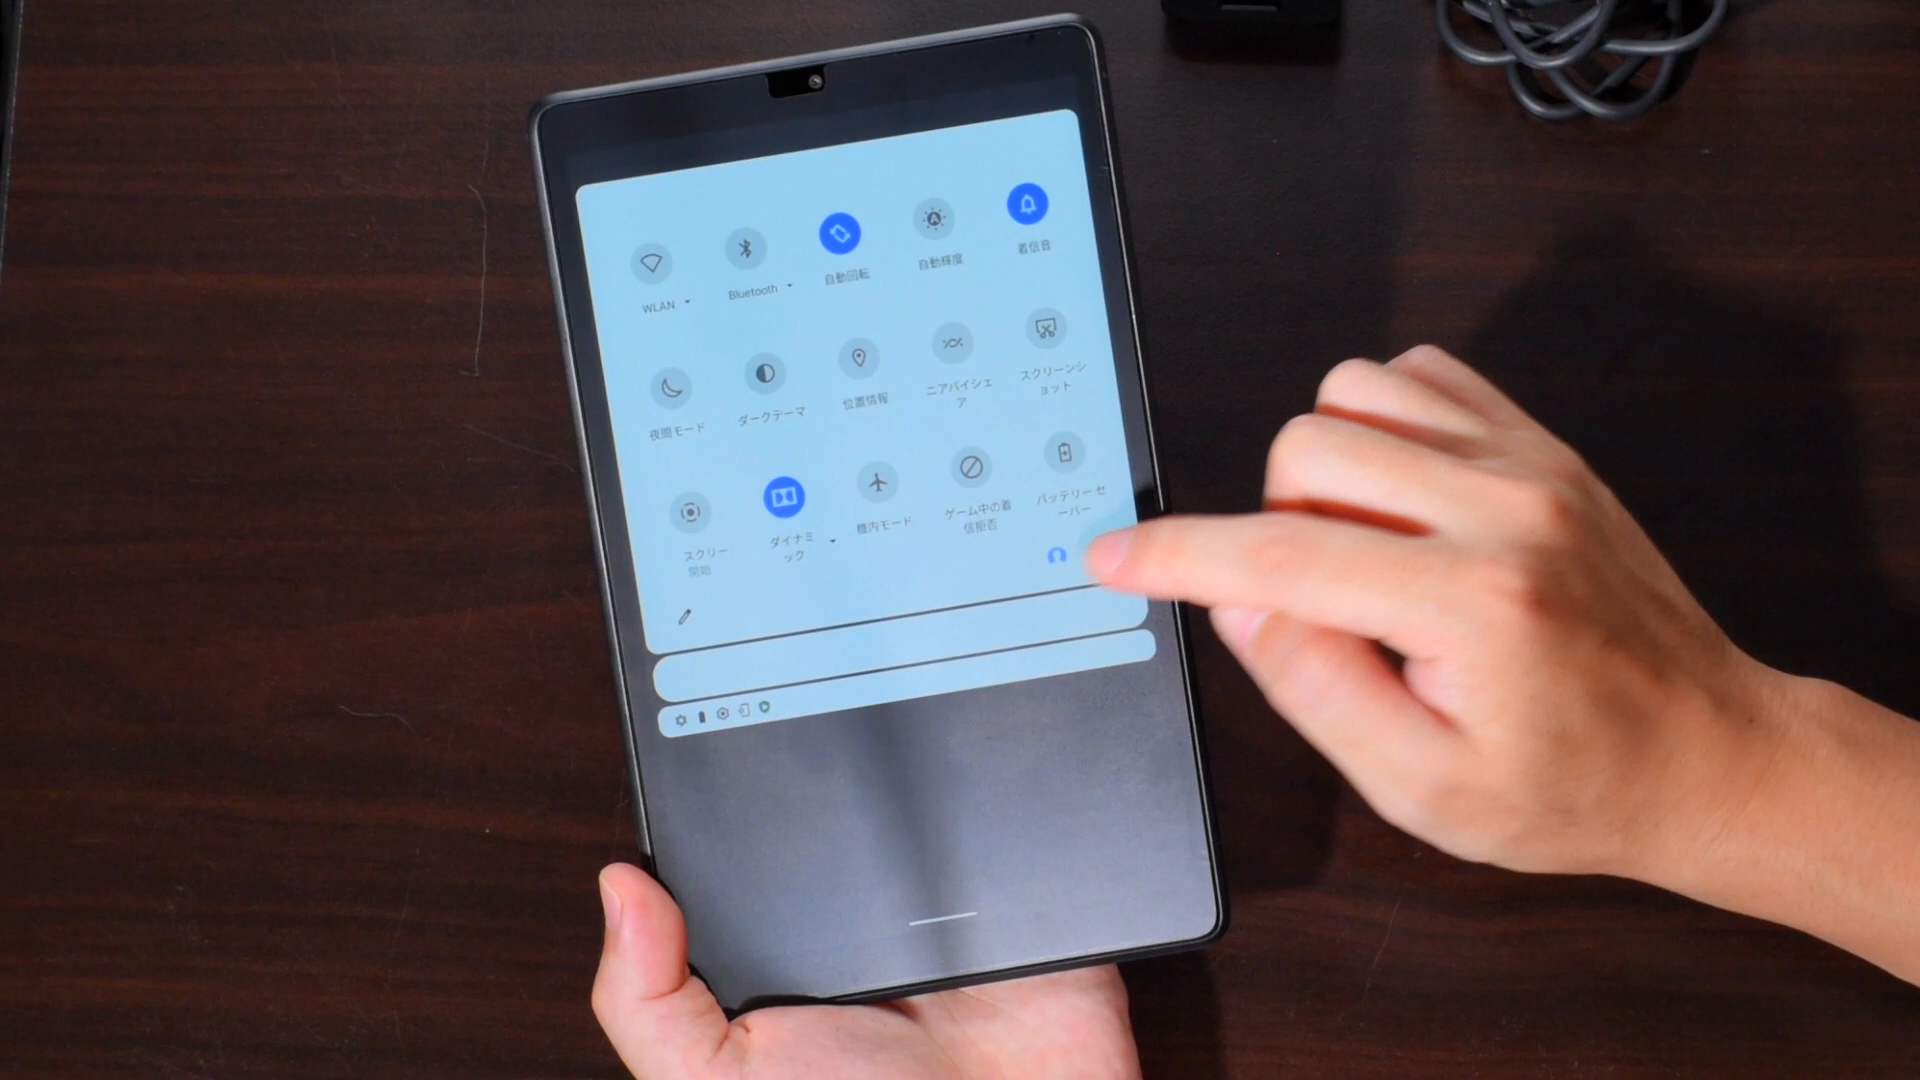 WLAN
Bluetooth
自動回転
自動輝度
着信音
夜間モード
ダークテーマ
位置情報
ニアバイシェ
ア
スクリーンシ
ョット
スクリー
開始
ダイナミ
ック
機内モード
ゲーム中の着
信拒否
バッテリー セ
ーバー